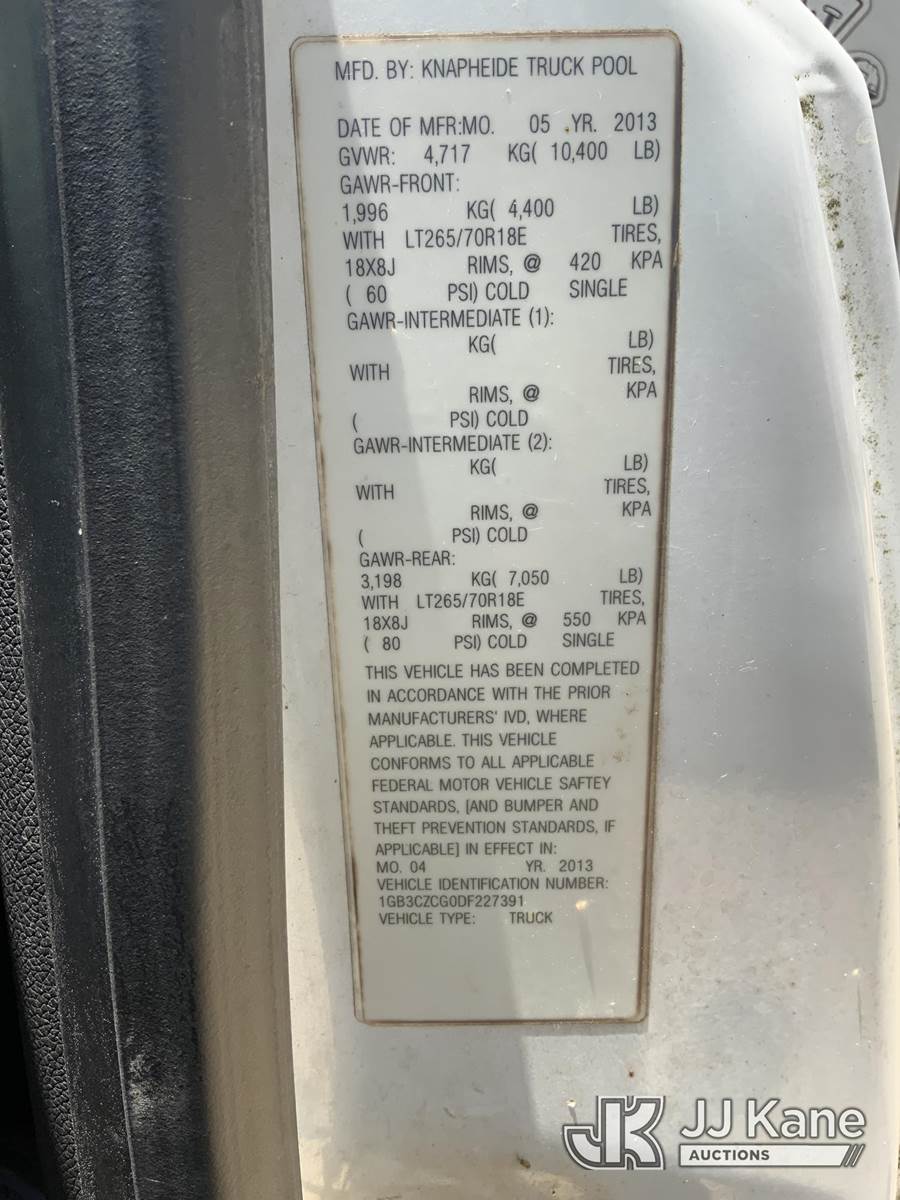 MFD. BY: KNAPHEIDE TRUCK POOL
DATE OF MFR:MO. 05 YR. 2013
GVWR: 4,717 KG( 10,400 LB)
GAWR-FRONT:
1,996 KG( 4,400 LB)
WITH LT265/70R18E TIRES,
18X8J RIMS, @ 420 KPA
( 60 PSI) COLD SINGLE
GAWR-INTERMEDIATE (1):
KG( LB)
WITH TIRES,
RIMS, @ KPA
( PSI) COLD
GAWR-INTERMEDIATE (2):
KG( LB)
WITH TIRES,
RIMS, @ KPA
( PSI) COLD
GAWR-REAR:
3,198 KG( 7,050 LB)
WITH LT265/70R18E TIRES,
18X8J RIMS, @ 550 KPA
( 80 PSI) COLD SINGLE
THIS VEHICLE HAS BEEN COMPLETED
IN ACCORDANCE WITH THE PRIOR
MANUFACTURERS' IVD, WHERE
APPLICABLE. THIS VEHICLE
CONFORMS TO ALL APPLICABLE
FEDERAL MOTOR VEHICLE SAFTEY
STANDARDS, [AND BUMPER AND
THEFT PREVENTION STANDARDS, IF
APPLICABLE] IN EFFECT IN:
MO. 04 YR. 2013
VEHICLE IDENTIFICATION NUMBER:
1GB3CZCG0DF227391
VEHICLE TYPE: TRUCK
JK JJ Kane
AUCTIONS